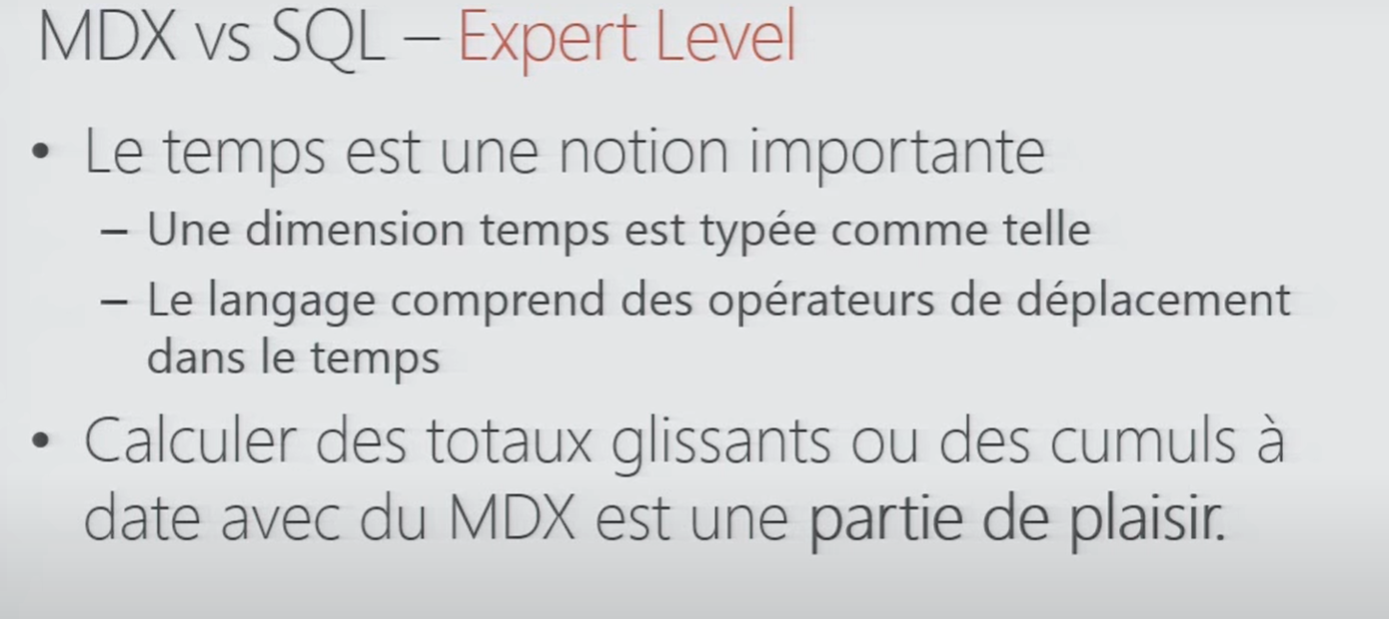 MDX vs SQL – Expert Level
• Le temps est une notion importante
– Une dimension temps est typée comme telle
– Le langage comprend des opérateurs de déplacement
dans le temps
• Calculer des totaux glissants ou des cumuls à
date avec du MDX est une partie de plaisir.